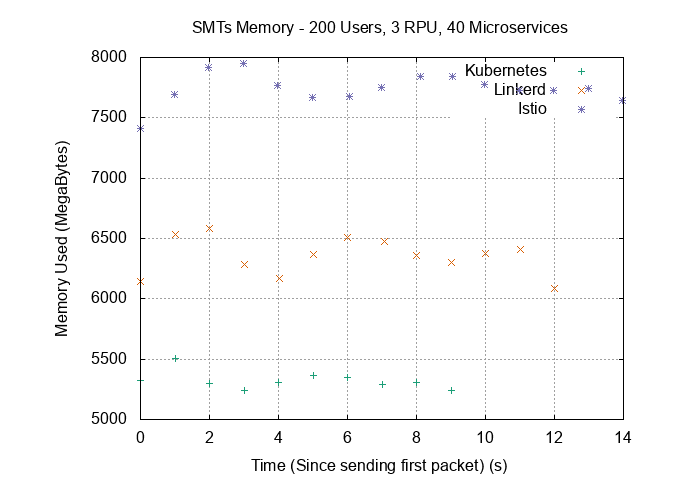 SMTs Memory - 200 Users, 3 RPU, 40 Microservices
8000
7500
7000
6500
6000
5500
5000
Memory Used (MegaBytes)
Kubernetes
Linkerd
Istio
0 2 4 6 8 10 12 14
Time (Since sending first packet) (s)